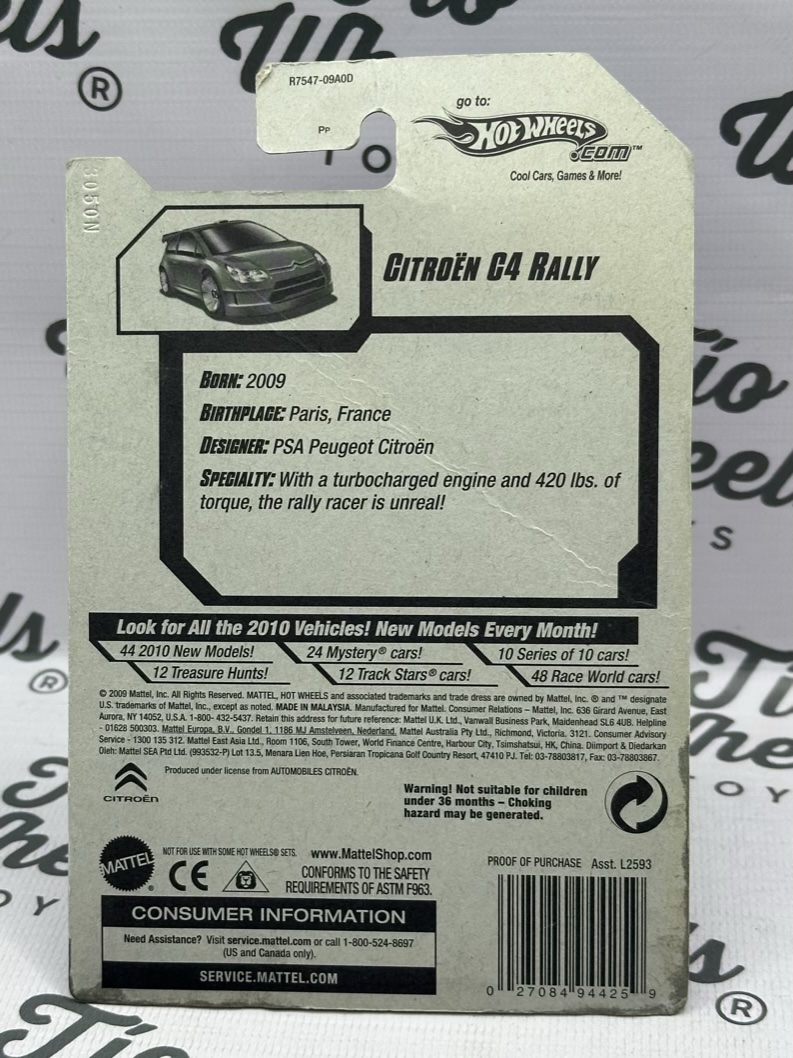 R7547-09A0D
PP
go to:
HOT WHEELS
.COM™
Cool Cars, Games & More!
3050N
CITROËN C4 RALLY
BORN: 2009
BIRTHPLACE: Paris, France
DESIGNER: PSA Peugeot Citroën
SPECIALTY: With a turbocharged engine and 420 lbs. of
torque, the rally racer is unreal!
Look for All the 2010 Vehicles! New Models Every Month!
44 2010 New Models! 24 Mystery® cars! 10 Series of 10 cars!
12 Treasure Hunts! 12 Track Stars® cars! 48 Race World cars!
© 2009 Mattel, Inc. All Rights Reserved. MATTEL, HOT WHEELS and associated trademarks and trade dress are owned by Mattel, Inc. ® and ™ designate
U.S. trademarks of Mattel, Inc., except as noted. MADE IN MALAYSIA. Manufactured for Mattel. Consumer Relations – Mattel, Inc. 636 Girard Avenue, East
Aurora, NY 14052, U.S.A. 1-800- 432-5437. Retain this address for future reference: Mattel U.K. Ltd., Vanwall Business Park, Maidenhead SL6 4UB. Helpline
- 01628 500303. Mattel Europa, B.V., Gondel 1, 1186 MJ Amstelveen, Nederland. Mattel Australia Pty Ltd., Richmond, Victoria. 3121. Consumer Advisory
Service - 1300 135 312. Mattel East Asia Ltd., Room 1106, South Tower, World Finance Centre, Harbour City, Tsimshatsui, HK, China. Diimport & Diedarkan
Oleh: Mattel SEA Ptd Ltd. (993532-P) Lot 13.5, Menara Lien Hoe, Persiaran Tropicana Golf Country Resort, 47410 PJ. Tel: 03-78803817, Fax: 03-78803867.
CITROËN
Produced under license from AUTOMOBILES CITROËN.
Warning! Not suitable for children
under 36 months – Choking
hazard may be generated.
MATTEL®
NOT FOR USE WITH SOME HOT WHEELS® SETS.
www.MattelShop.com
CE
CONFORMS TO THE SAFETY
REQUIREMENTS OF ASTM F963.
PROOF OF PURCHASE Asst. L2593
CONSUMER INFORMATION
Need Assistance? Visit service.mattel.com or call 1-800-524-8697
(US and Canada only).
SERVICE.MATTEL.COM
0 27084 94425 9